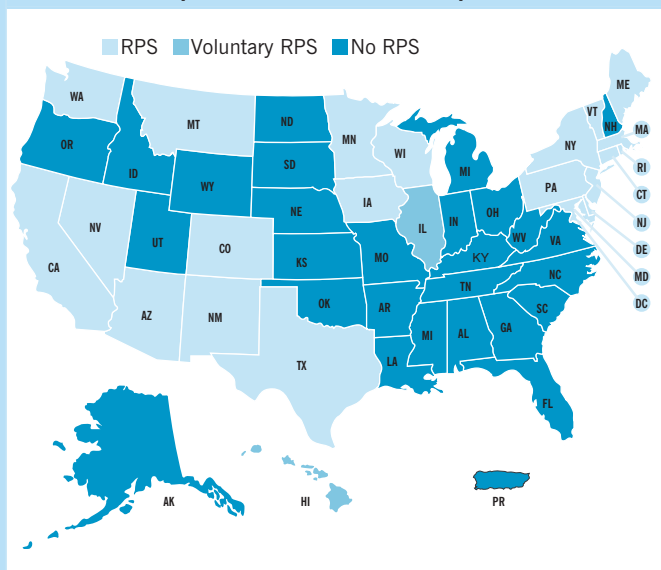 RPS Voluntary RPS No RPS
WA
MT
ND
MN
ME
VT
NH
MA
OR
ID
SD
WI
MI
NY
RI
WY
CT
IA
PA
NE
NJ
NV
UT
CO
IL
IN
OH
WV
VA
DE
CA
KS
MO
KY
MD
AZ
NM
OK
AR
TN
NC
DC
SC
TX
LA
MI
AL
GA
FL
AK
HI
PR